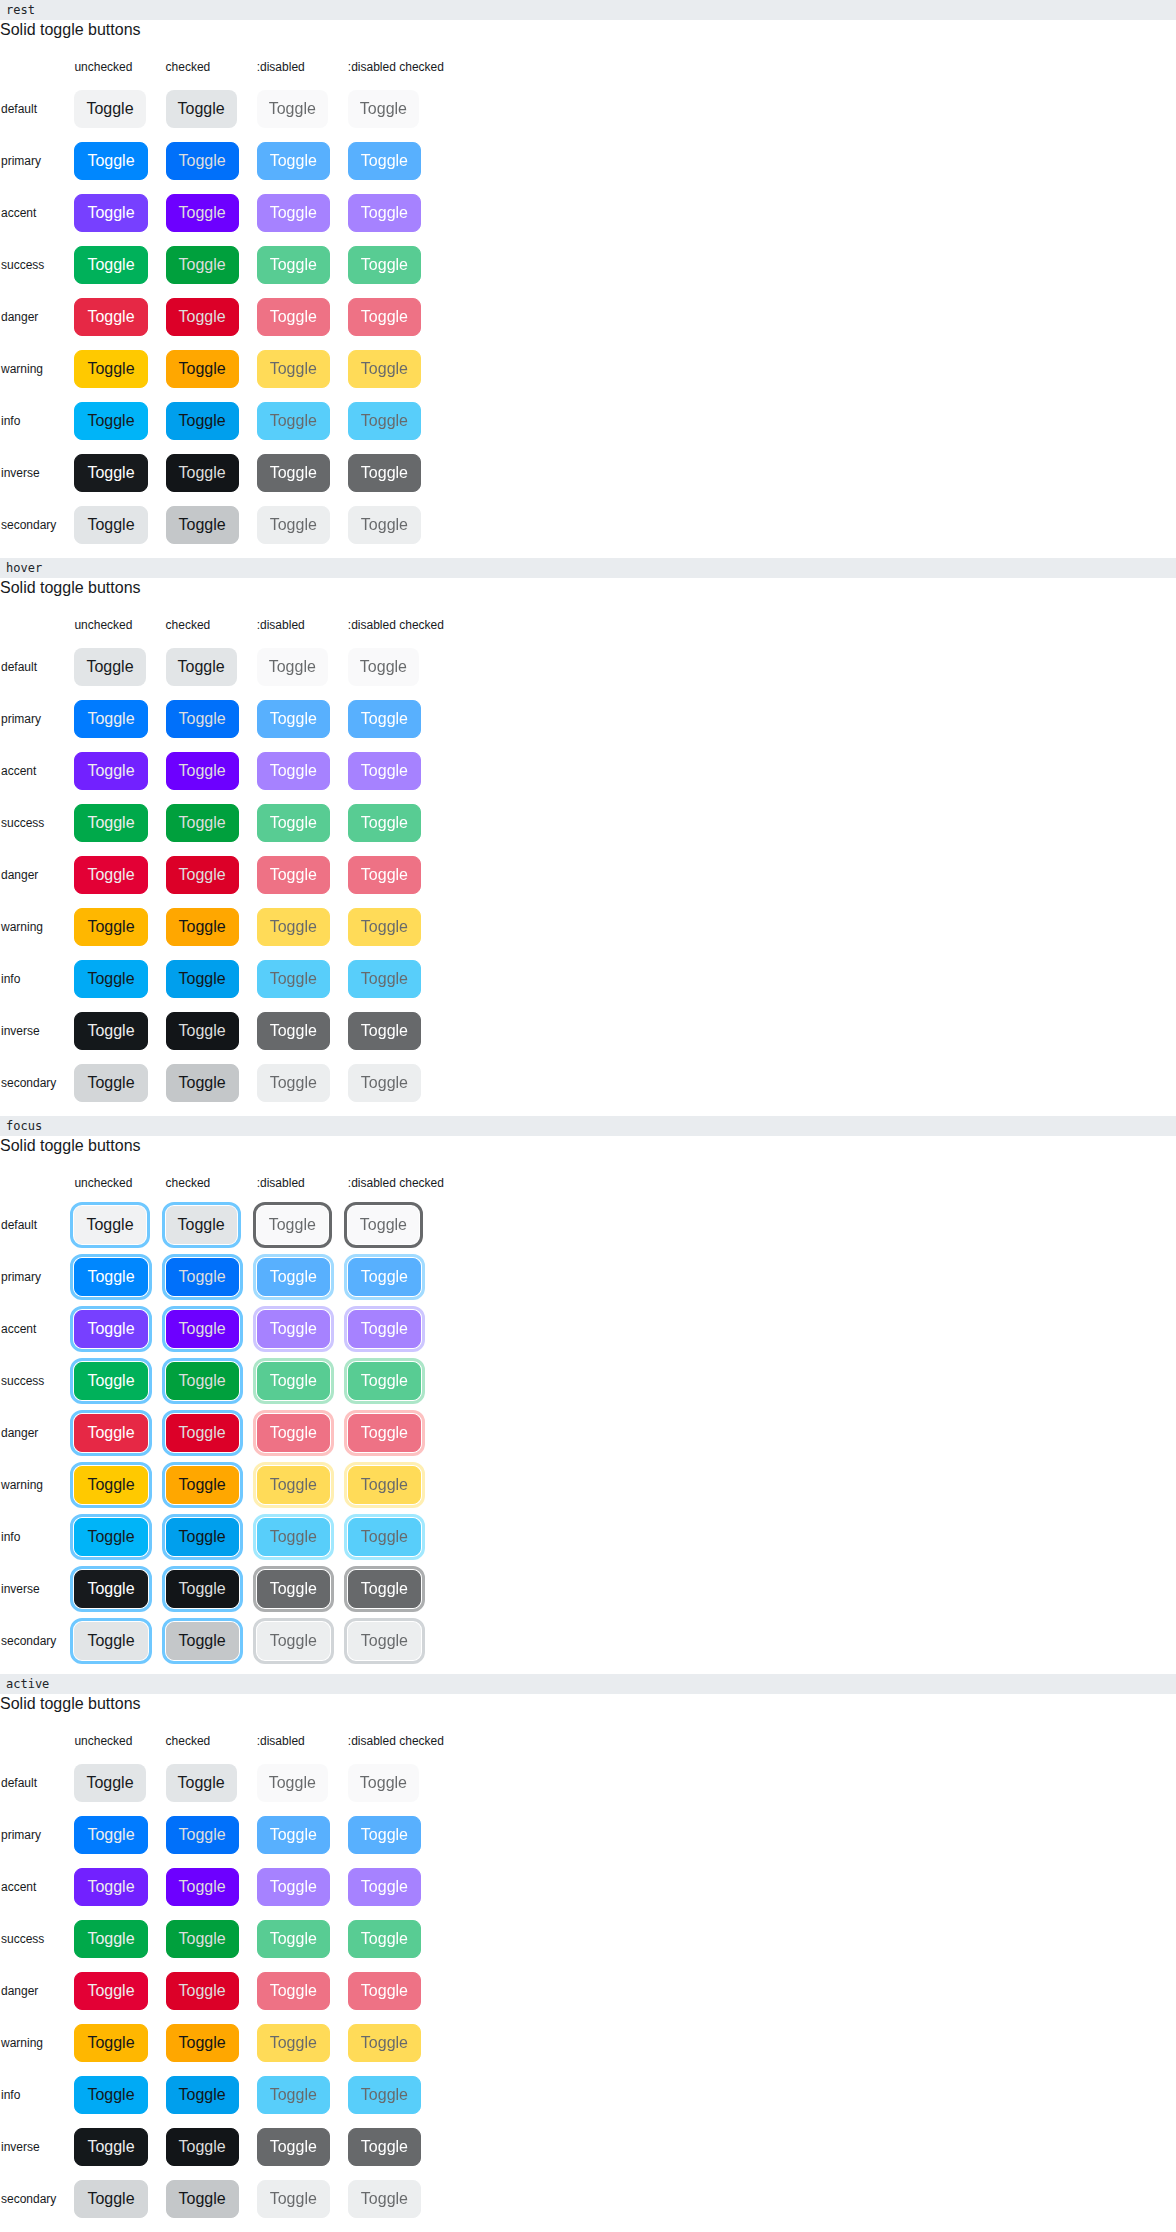 rest
Solid toggle buttons
unchecked checked :disabled :disabled checked
default Toggle Toggle Toggle Toggle
primary Toggle Toggle Toggle Toggle
accent Toggle Toggle Toggle Toggle
success Toggle Toggle Toggle Toggle
danger Toggle Toggle Toggle Toggle
warning Toggle Toggle Toggle Toggle
info Toggle Toggle Toggle Toggle
inverse Toggle Toggle Toggle Toggle
secondary Toggle Toggle Toggle Toggle
hover
Solid toggle buttons
unchecked checked :disabled :disabled checked
default Toggle Toggle Toggle Toggle
primary Toggle Toggle Toggle Toggle
accent Toggle Toggle Toggle Toggle
success Toggle Toggle Toggle Toggle
danger Toggle Toggle Toggle Toggle
warning Toggle Toggle Toggle Toggle
info Toggle Toggle Toggle Toggle
inverse Toggle Toggle Toggle Toggle
secondary Toggle Toggle Toggle Toggle
focus
Solid toggle buttons
unchecked checked :disabled :disabled checked
default Toggle Toggle Toggle Toggle
primary Toggle Toggle Toggle Toggle
accent Toggle Toggle Toggle Toggle
success Toggle Toggle Toggle Toggle
danger Toggle Toggle Toggle Toggle
warning Toggle Toggle Toggle Toggle
info Toggle Toggle Toggle Toggle
inverse Toggle Toggle Toggle Toggle
secondary Toggle Toggle Toggle Toggle
active
Solid toggle buttons
unchecked checked :disabled :disabled checked
default Toggle Toggle Toggle Toggle
primary Toggle Toggle Toggle Toggle
accent Toggle Toggle Toggle Toggle
success Toggle Toggle Toggle Toggle
danger Toggle Toggle Toggle Toggle
warning Toggle Toggle Toggle Toggle
info Toggle Toggle Toggle Toggle
inverse Toggle Toggle Toggle Toggle
secondary Toggle Toggle Toggle Toggle